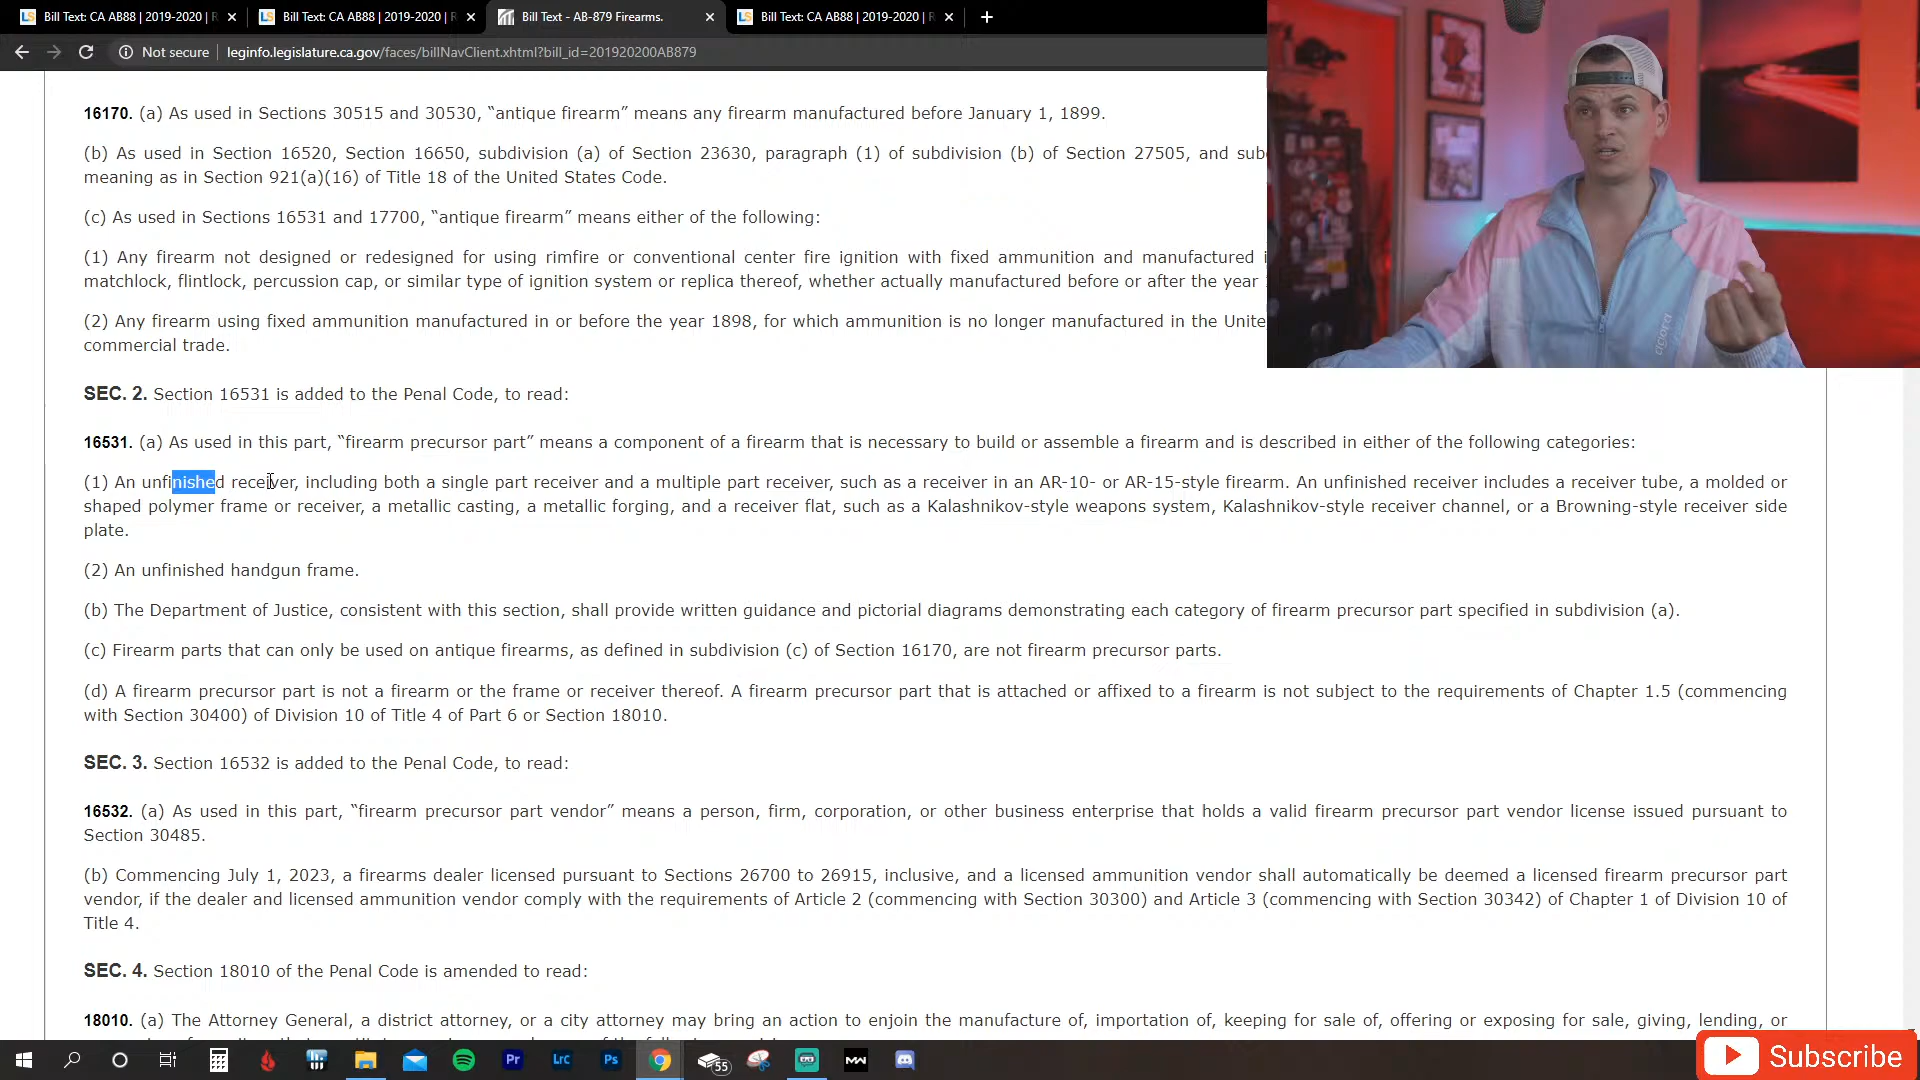 Bill Text: CA AB88 | 2019-2020 | R
Bill Text: CA AB88 | 2019-2020 | R
Bill Text - AB-879 Firearms.
Bill Text: CA AB88 | 2019-2020 | R
Not secure | leginfo.legislature.ca.gov/faces/billNavClient.xhtml?bill_id=201920200AB879
16170. (a) As used in Sections 30515 and 30530, “antique firearm” means any firearm manufactured before January 1, 1899.
(b) As used in Section 16520, Section 16650, subdivision (a) of Section 23630, paragraph (1) of subdivision (b) of Section 27505, and sub
meaning as in Section 921(a)(16) of Title 18 of the United States Code.
(c) As used in Sections 16531 and 17700, “antique firearm” means either of the following:
(1) Any firearm not designed or redesigned for using rimfire or conventional center fire ignition with fixed ammunition and manufactured i
matchlock, flintlock, percussion cap, or similar type of ignition system or replica thereof, whether actually manufactured before or after the year
(2) Any firearm using fixed ammunition manufactured in or before the year 1898, for which ammunition is no longer manufactured in the Unite
commercial trade.
SEC. 2. Section 16531 is added to the Penal Code, to read:
16531. (a) As used in this part, “firearm precursor part” means a component of a firearm that is necessary to build or assemble a firearm and is described in either of the following categories:
(1) An unfinished receiver, including both a single part receiver and a multiple part receiver, such as a receiver in an AR-10- or AR-15-style firearm. An unfinished receiver includes a receiver tube, a molded or
shaped polymer frame or receiver, a metallic casting, a metallic forging, and a receiver flat, such as a Kalashnikov-style weapons system, Kalashnikov-style receiver channel, or a Browning-style receiver side
plate.
(2) An unfinished handgun frame.
(b) The Department of Justice, consistent with this section, shall provide written guidance and pictorial diagrams demonstrating each category of firearm precursor part specified in subdivision (a).
(c) Firearm parts that can only be used on antique firearms, as defined in subdivision (c) of Section 16170, are not firearm precursor parts.
(d) A firearm precursor part is not a firearm or the frame or receiver thereof. A firearm precursor part that is attached or affixed to a firearm is not subject to the requirements of Chapter 1.5 (commencing
with Section 30400) of Division 10 of Title 4 of Part 6 or Section 18010.
SEC. 3. Section 16532 is added to the Penal Code, to read:
16532. (a) As used in this part, “firearm precursor part vendor” means a person, firm, corporation, or other business enterprise that holds a valid firearm precursor part vendor license issued pursuant to
Section 30485.
(b) Commencing July 1, 2023, a firearms dealer licensed pursuant to Sections 26700 to 26915, inclusive, and a licensed ammunition vendor shall automatically be deemed a licensed firearm precursor part
vendor, if the dealer and licensed ammunition vendor comply with the requirements of Article 2 (commencing with Section 30300) and Article 3 (commencing with Section 30342) of Chapter 1 of Division 10 of
Title 4.
SEC. 4. Section 18010 of the Penal Code is amended to read:
18010. (a) The Attorney General, a district attorney, or a city attorney may bring an action to enjoin the manufacture of, importation of, keeping for sale of, offering or exposing for sale, giving, lending, or
agora
Pr
Lrc
Ps
55
Subscribe